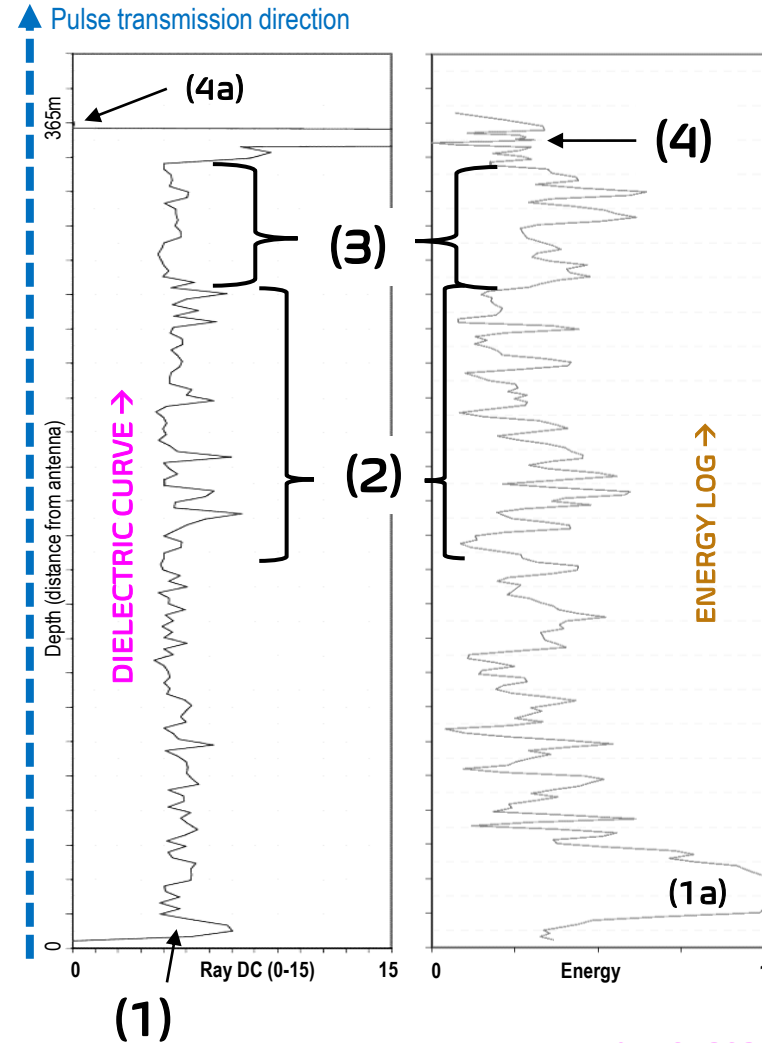 Pulse transmission direction
(4a)
365m
(4)
(3)
(2)
DIELECTRIC CURVE →
ENERGY LOG →
Depth (distance from antenna)
(1a)
0
0
Ray DC (0-15)
15
0
Energy
(1)